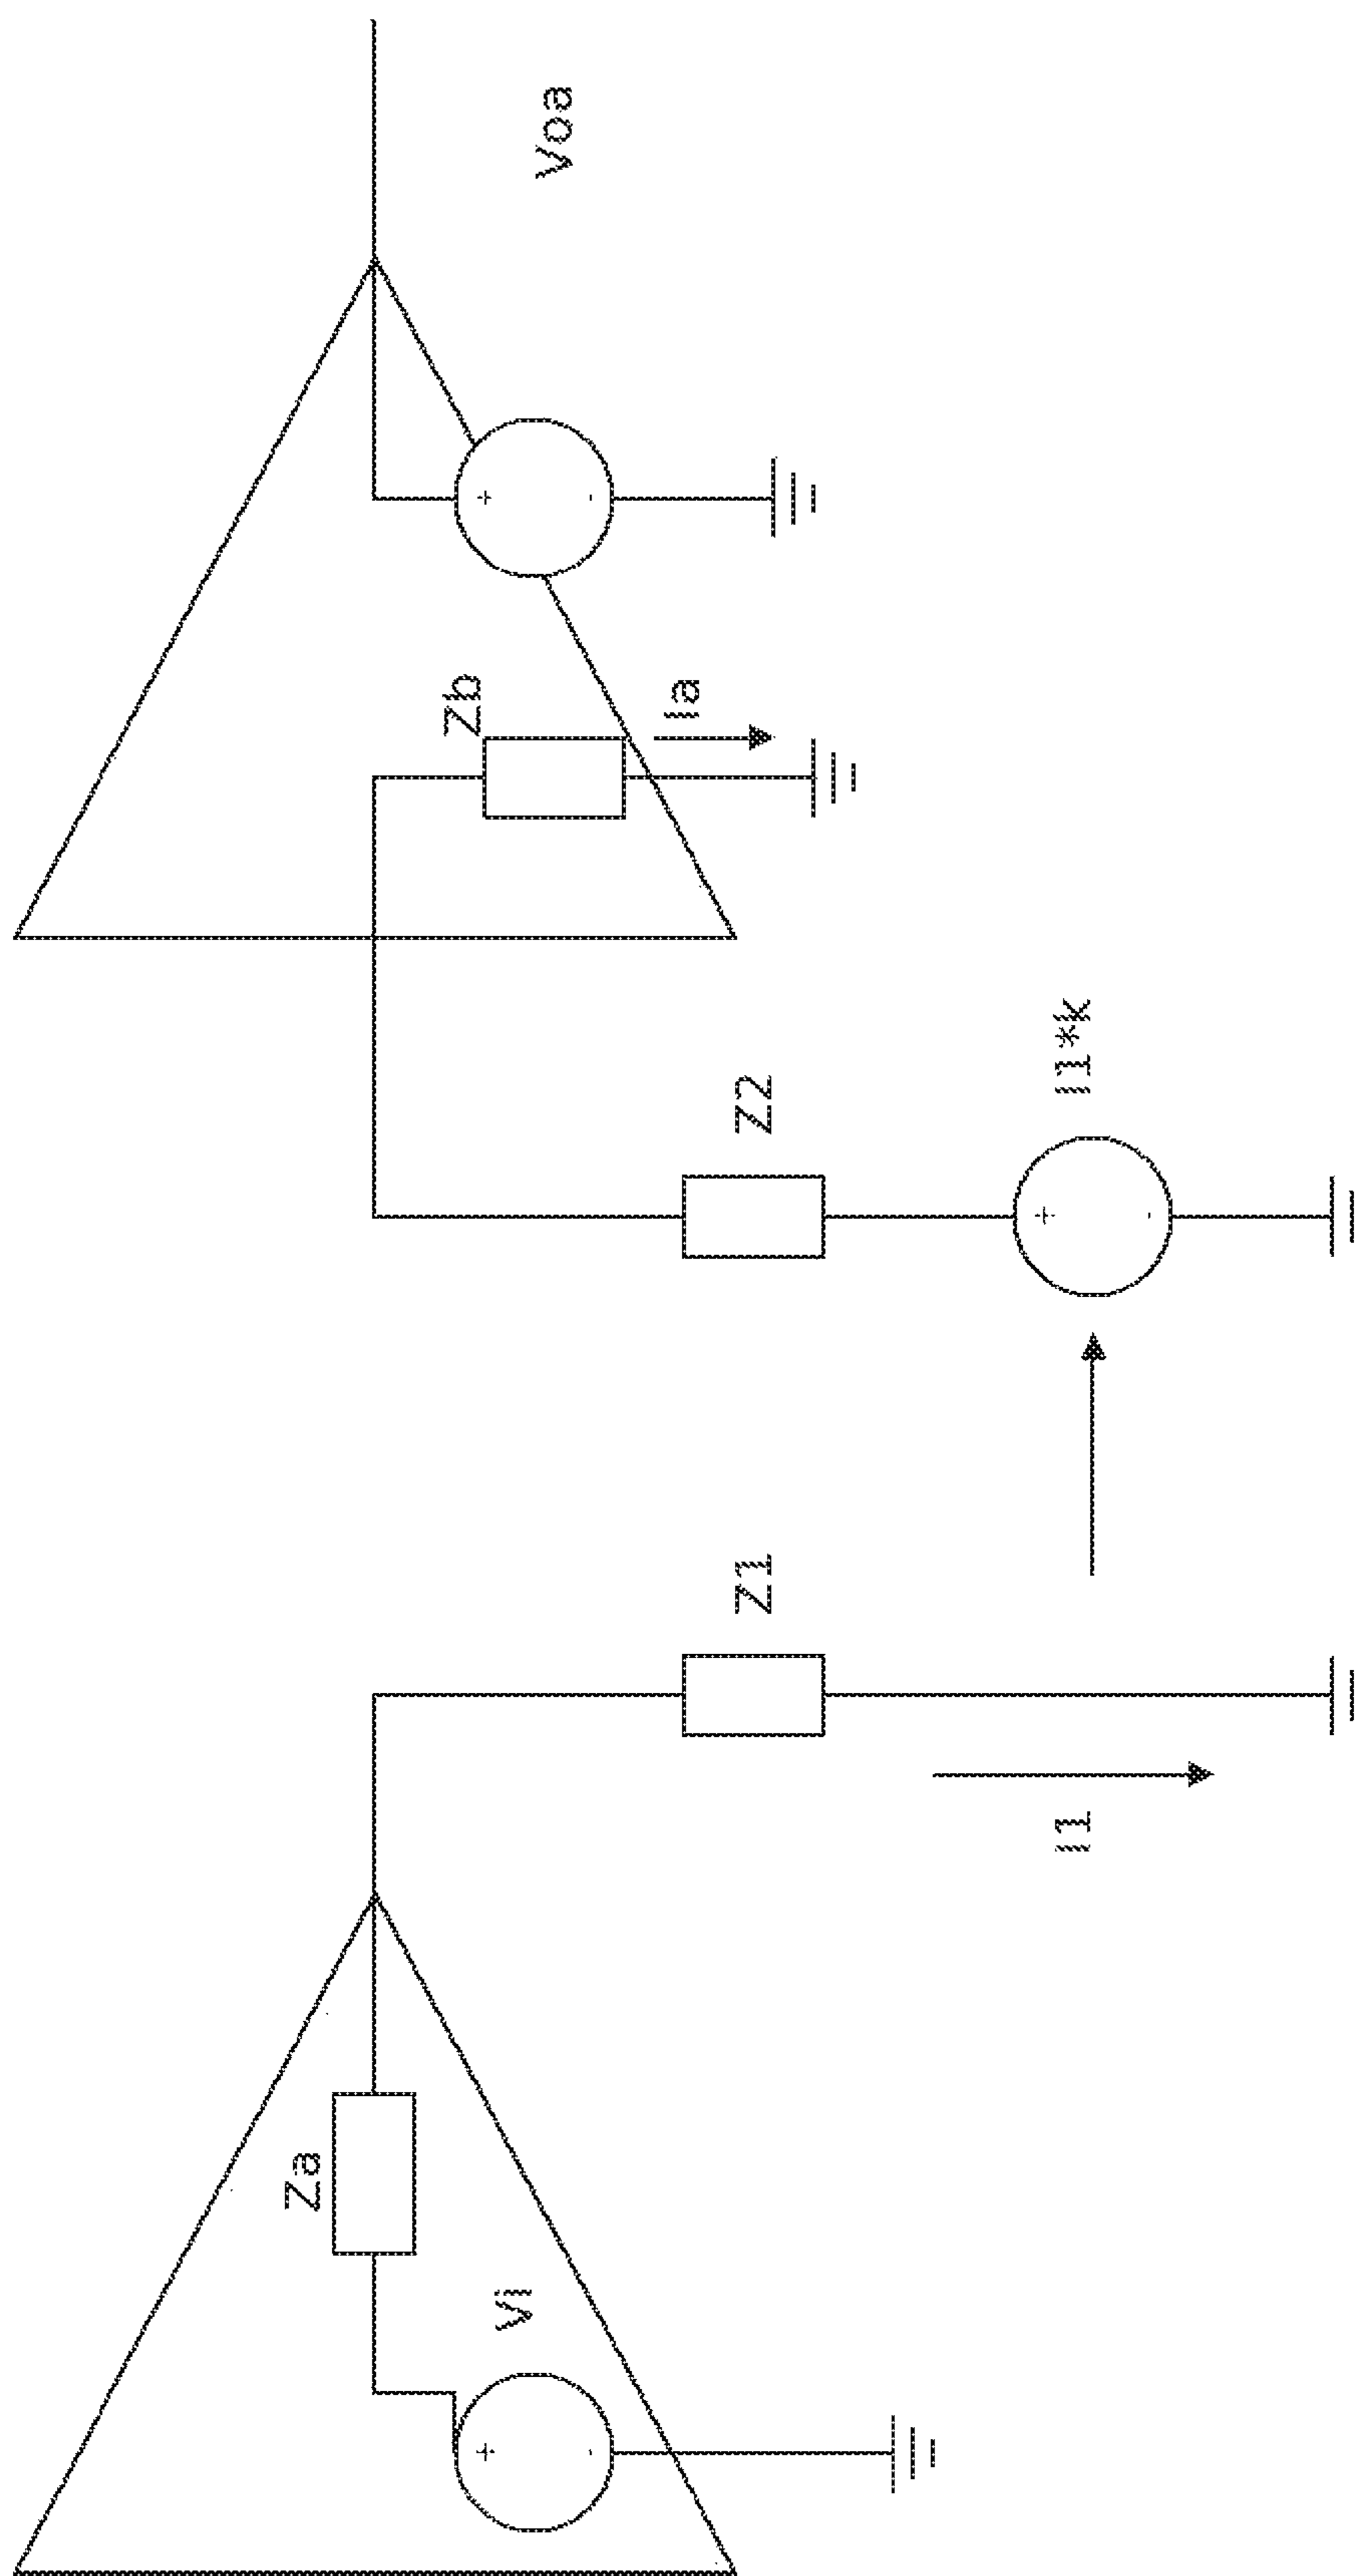 Za
Vi
I1
Z1
Z2
I1*k
Zb
Ia
Voa
+
-
+
-
+
-